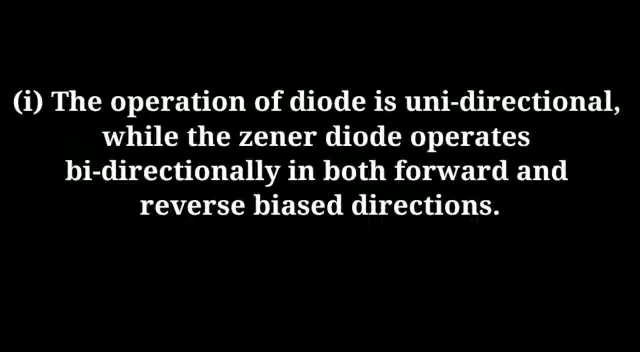 (i) The operation of diode is uni-directional,
while the zener diode operates
bi-directionally in both forward and
reverse biased directions.